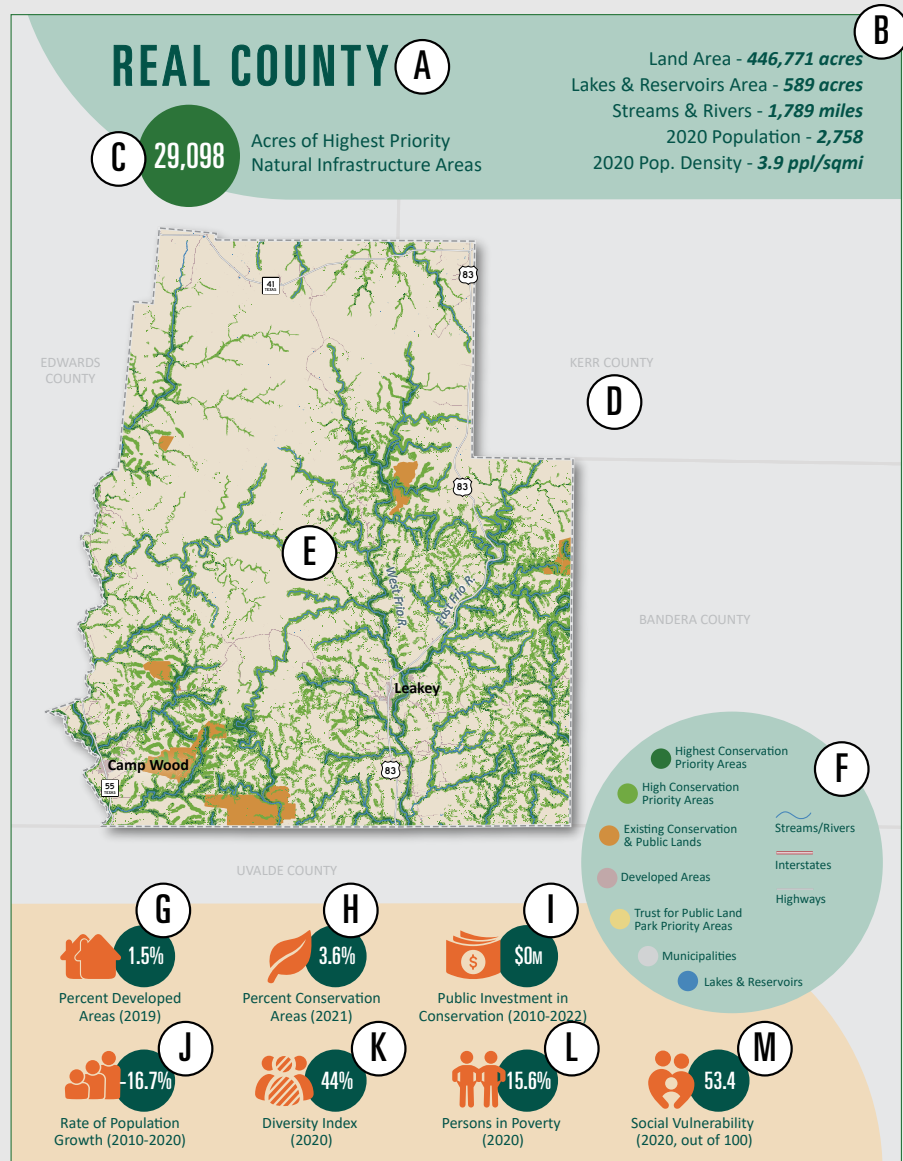 REAL COUNTY
A
B
Land Area - 446,771 acres
Lakes & Reservoirs Area - 589 acres
Streams & Rivers - 1,789 miles
2020 Population - 2,758
2020 Pop. Density - 3.9 ppl/sqmi
C
29,098
Acres of Highest Priority
Natural Infrastructure Areas
83
41
TEXAS
EDWARDS
COUNTY
KERR COUNTY
D
83
E
West Frio R.
East Frio R.
BANDERA COUNTY
Leakey
Camp Wood
83
55
TEXAS
UVALDE COUNTY
F
Highest Conservation
Priority Areas
High Conservation
Priority Areas
Existing Conservation
& Public Lands
Developed Areas
Trust for Public Land
Park Priority Areas
Municipalities
Lakes & Reservoirs
Streams/Rivers
Interstates
Highways
G
1.5%
Percent Developed
Areas (2019)
H
3.6%
Percent Conservation
Areas (2021)
I
$
$0M
Public Investment in
Conservation (2010-2022)
J
-16.7%
Rate of Population
Growth (2010-2020)
K
44%
Diversity Index
(2020)
L
15.6%
Persons in Poverty
(2020)
M
53.4
Social Vulnerability
(2020, out of 100)